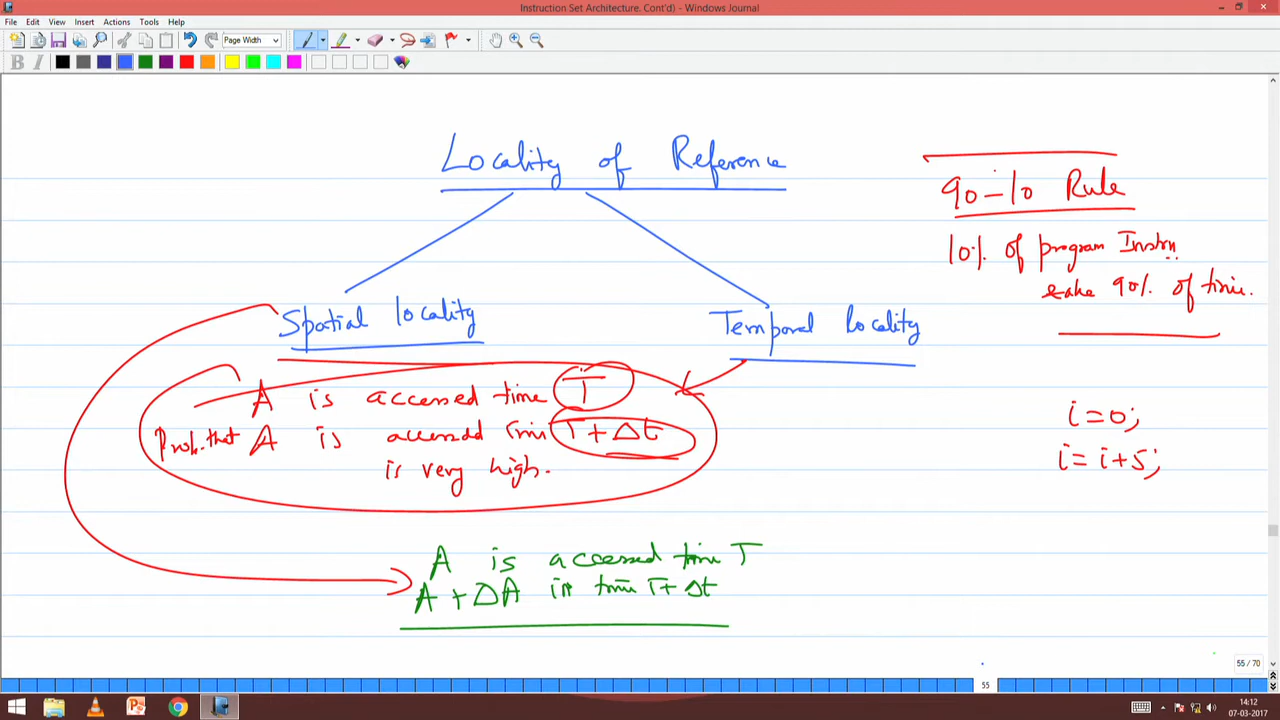 Instruction Set Architecture. Cont'd) - Windows Journal
File Edit View Insert Actions Tools Help
Page Width
B I
Locality of Reference
90-10 Rule
10% of program Instrn
take 90% of time.
Spatial locality
Temporal locality
A is accessed time T
Prob. that A is accessed time T + Δt
is very high.
i=0;
i=i+5;
A is accessed time T
A + ΔA is time T+Δt
55 / 70
55
14:12
07-03-2017